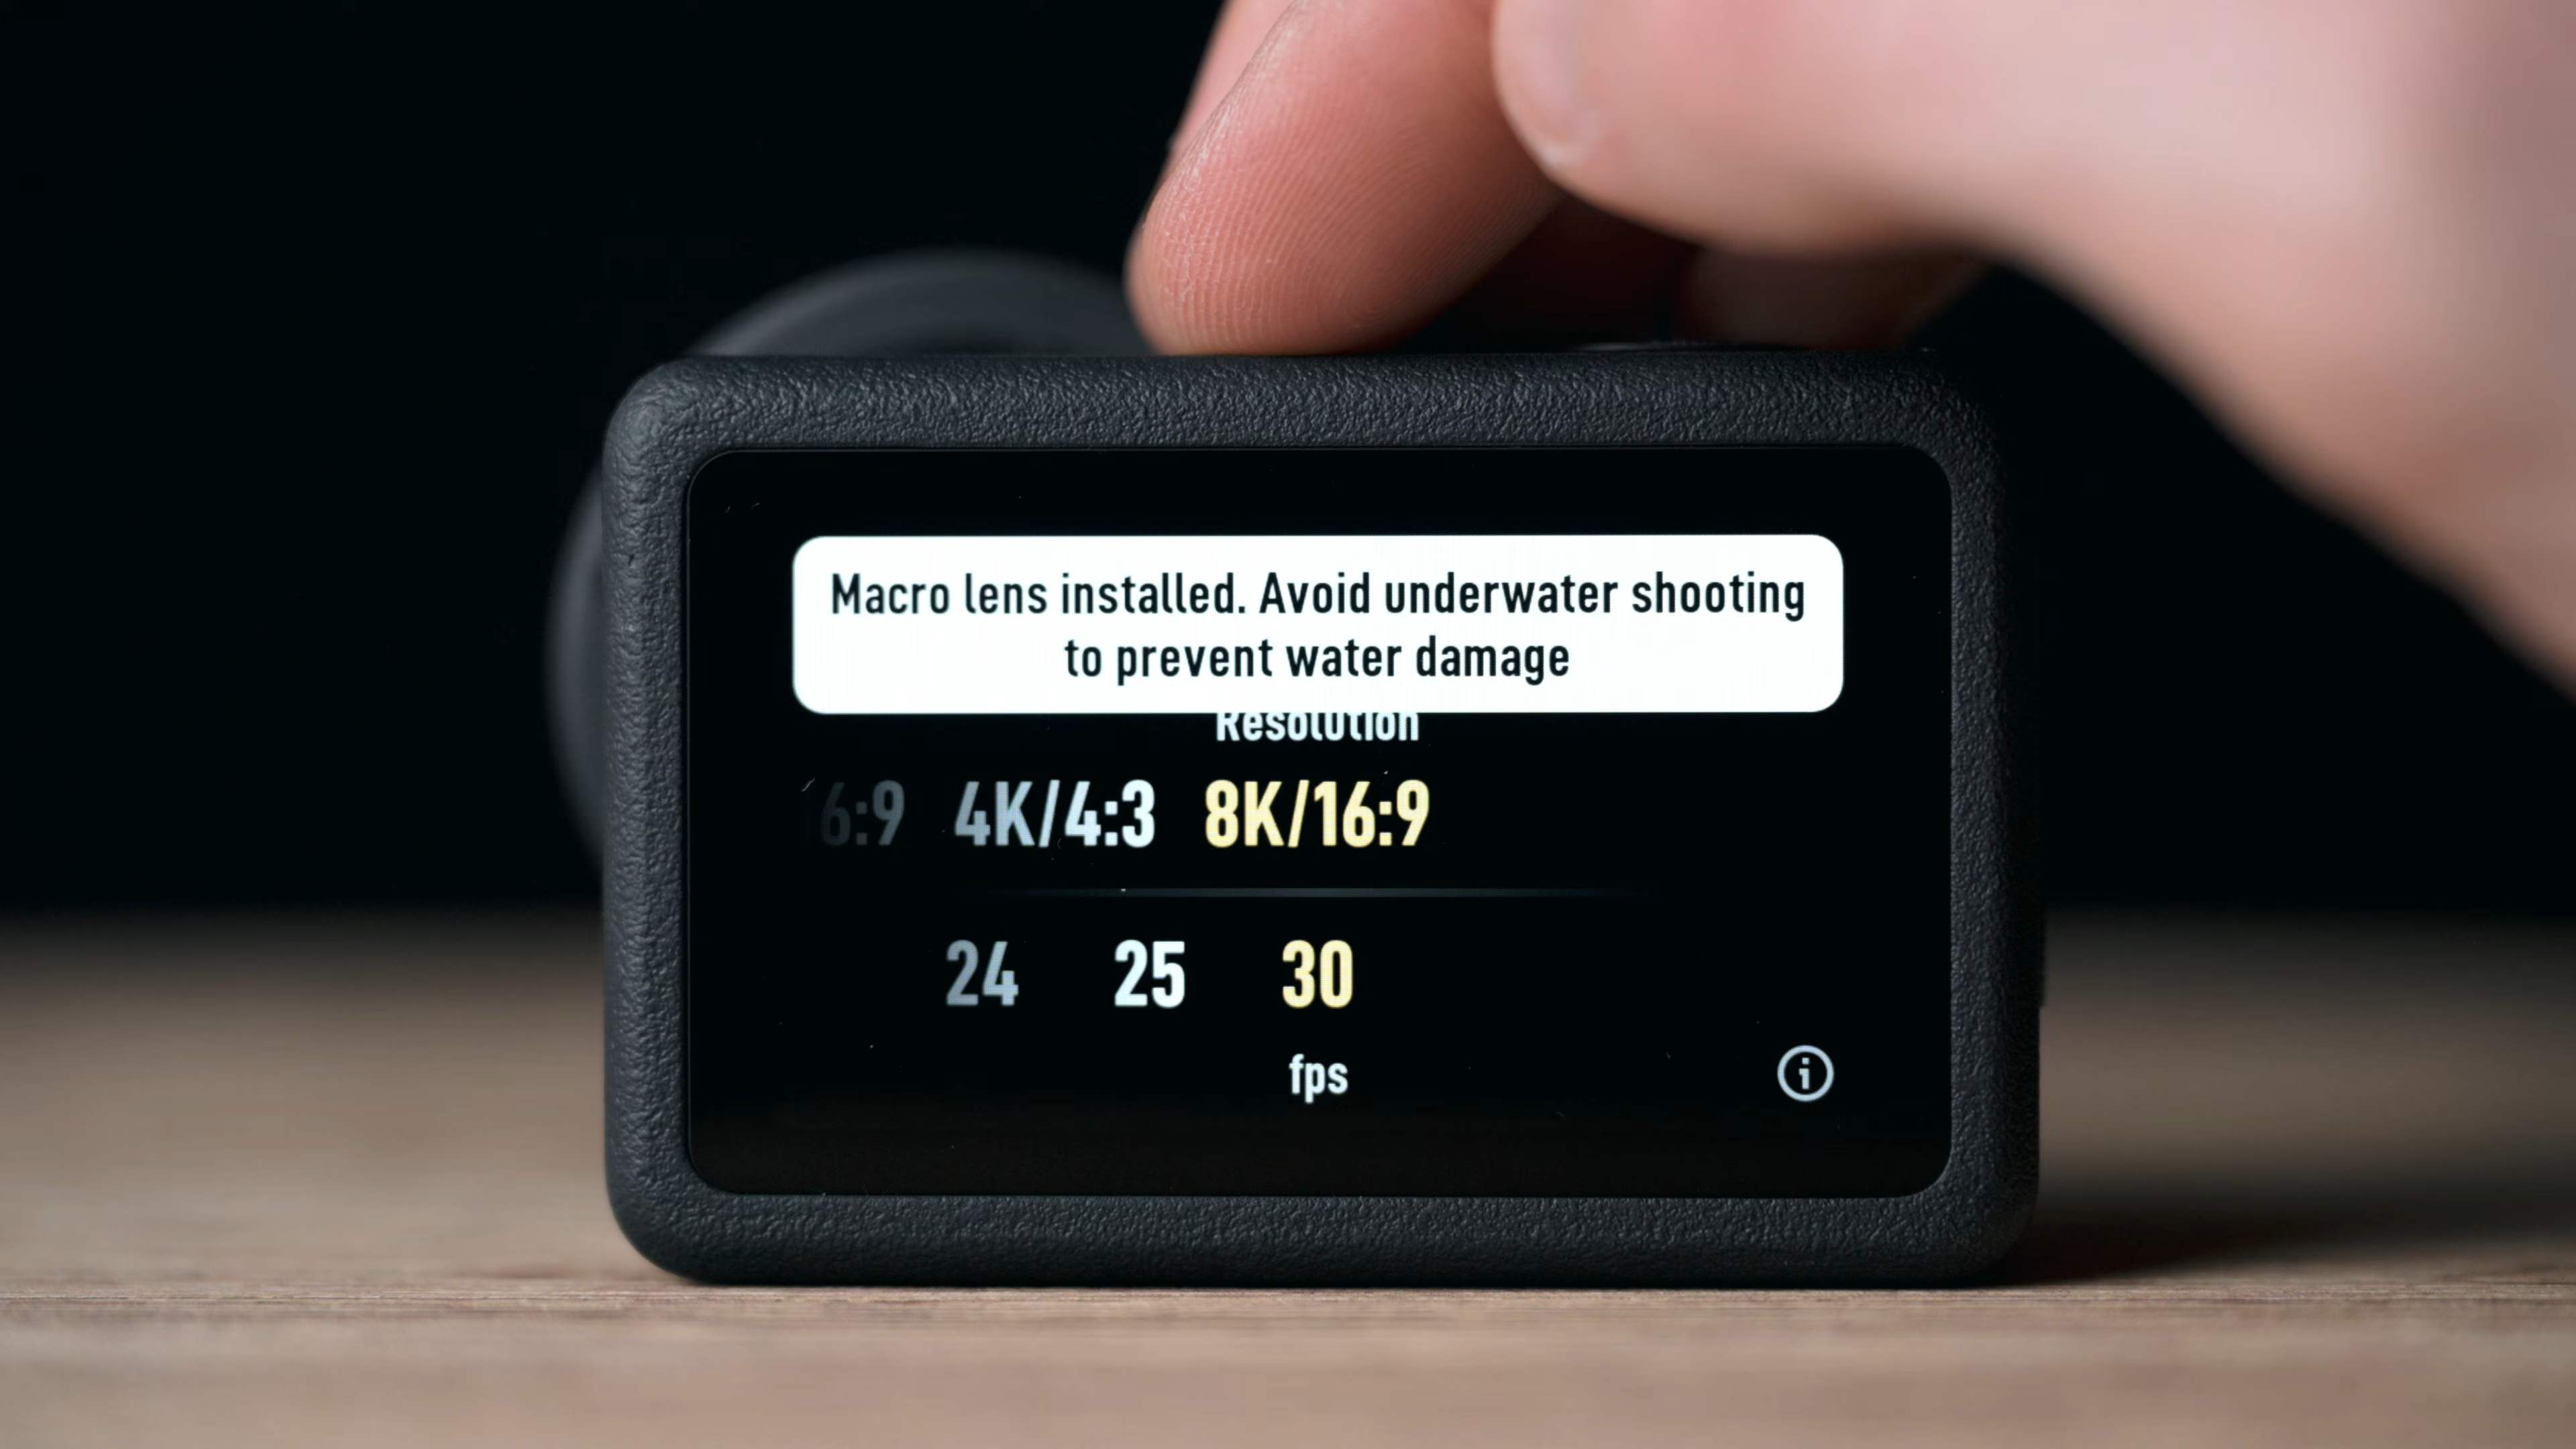 Macro lens installed. Avoid underwater shooting
to prevent water damage
Resolution
6:9 4K/4:3 8K/16:9
24 25 30
fps